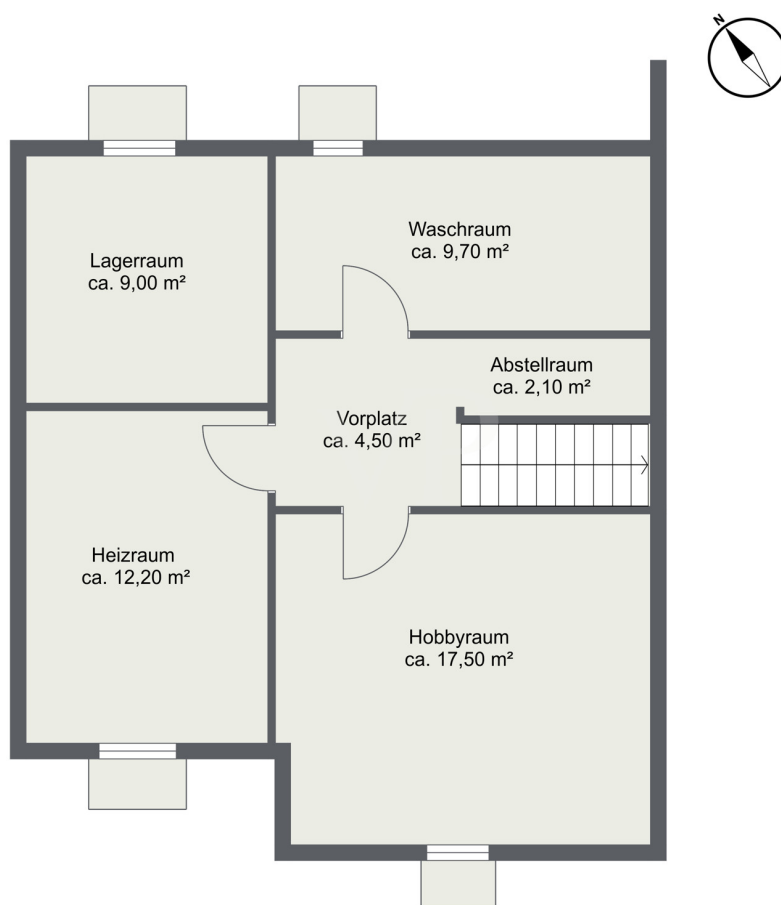 N
Lagerraum
ca. 9,00 m²
Waschraum
ca. 9,70 m²
Abstellraum
ca. 2,10 m²
Vorplatz
ca. 4,50 m²
Heizraum
ca. 12,20 m²
Hobbyraum
ca. 17,50 m²